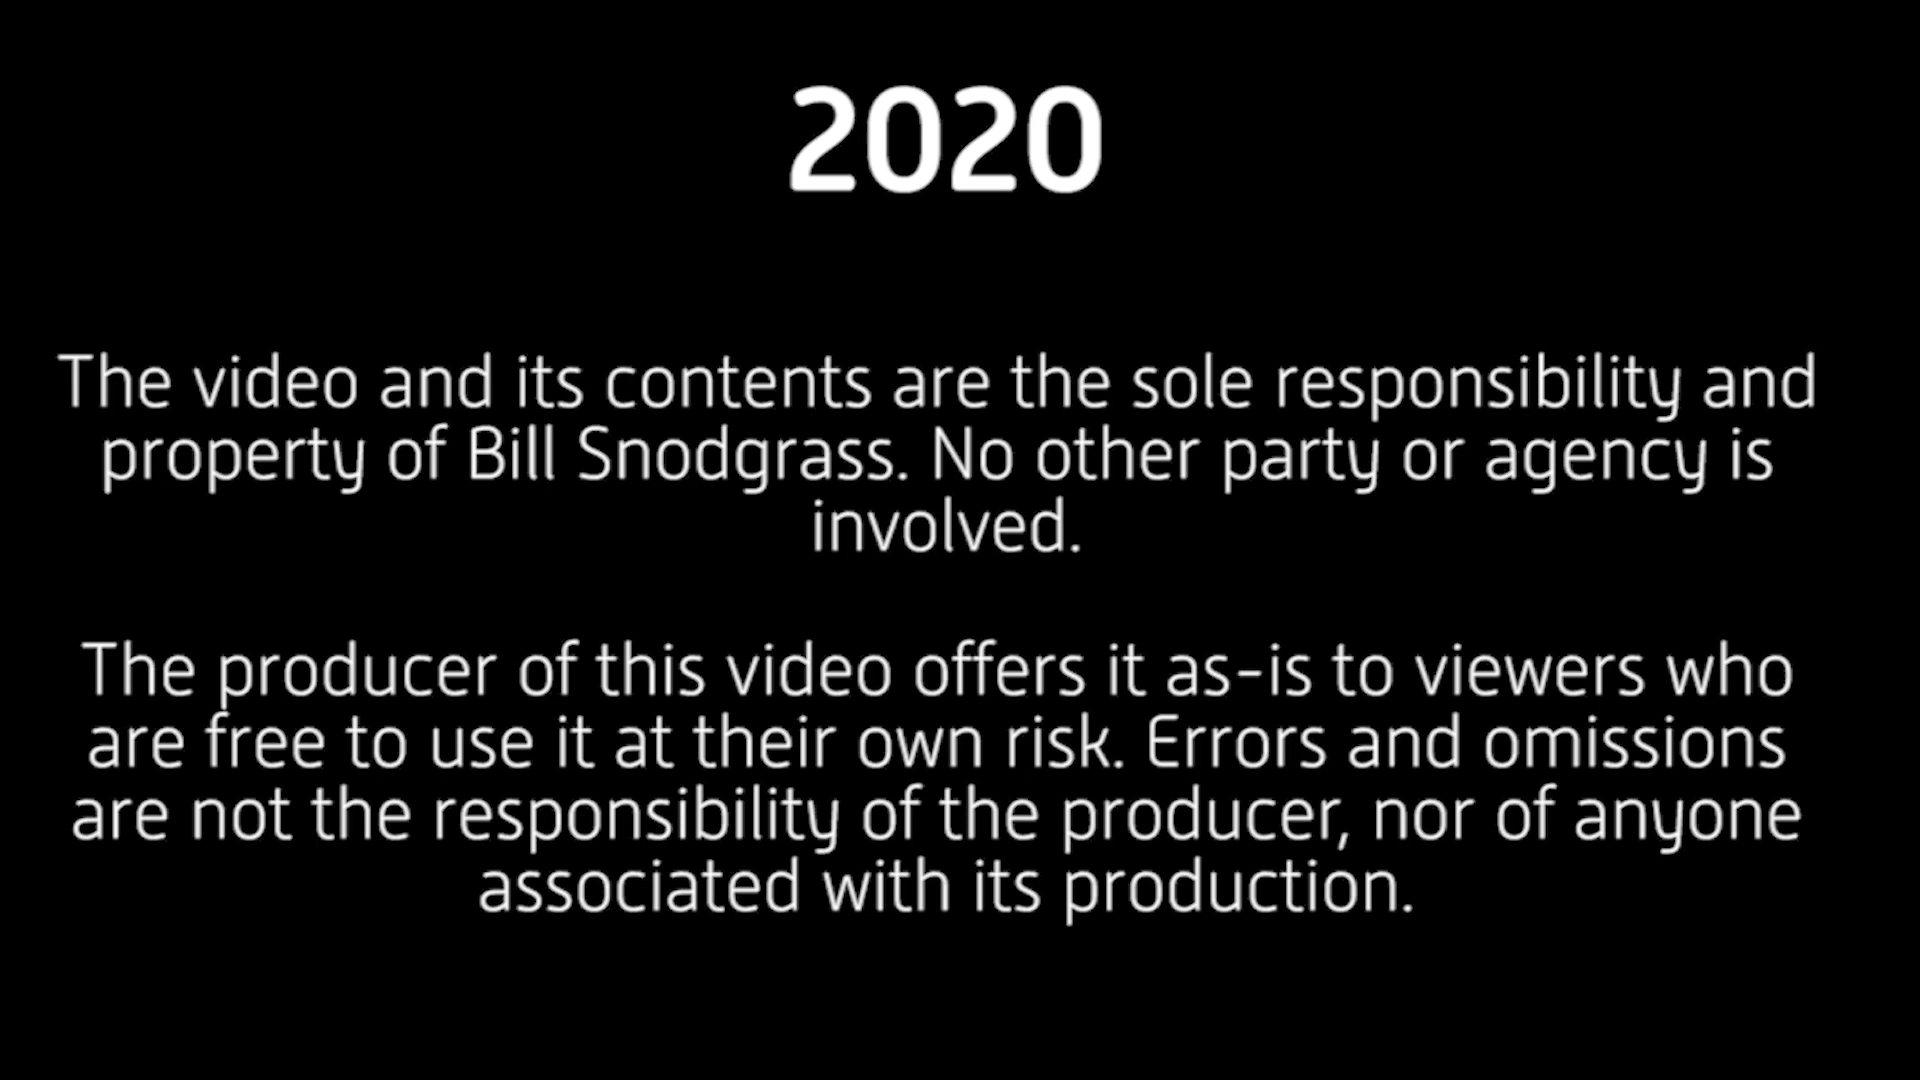 2020
The video and its contents are the sole responsibility and
property of Bill Snodgrass. No other party or agency is
involved.
The producer of this video offers it as-is to viewers who
are free to use it at their own risk. Errors and omissions
are not the responsibility of the producer, nor of anyone
associated with its production.